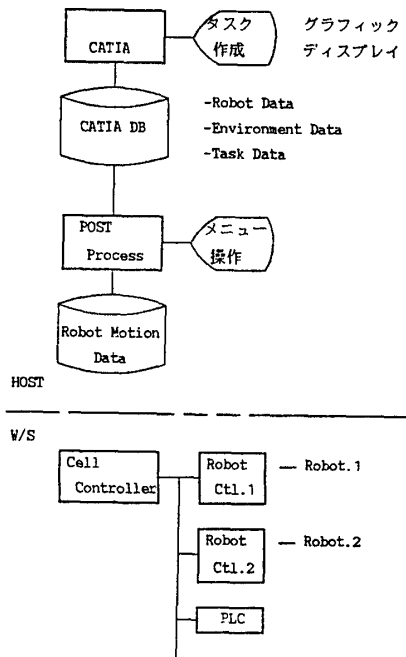 CATIA
タスク
作成
グラフィック
ディスプレイ
CATIA DB
-Robot Data
-Environment Data
-Task Data
POST
Process
メニュー
操作
Robot Motion
Data
HOST
W/S
Cell
Controller
Robot
Ctl.1
— Robot.1
Robot
Ctl.2
— Robot.2
PLC